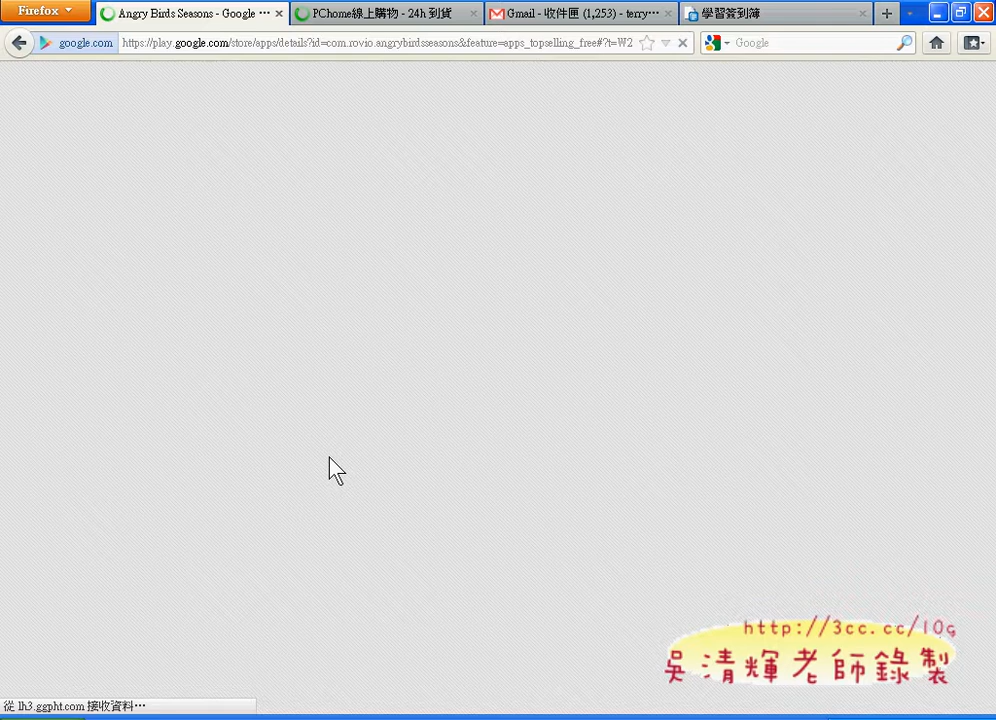 Firefox
Angry Birds Seasons - Google ···
PChome線上購物 - 24h 到貨
Gmail - 收件匣 (1,253) - terry···
學習簽到簿
google.com
https://play.google.com/store/apps/details?id=com.rovio.angrybirdsseasons&feature=apps_topselling_free#?t=W2
Google
http://3cc.cc/10g
吳清輝老師錄製
從 lh3.ggpht.com 接收資料···